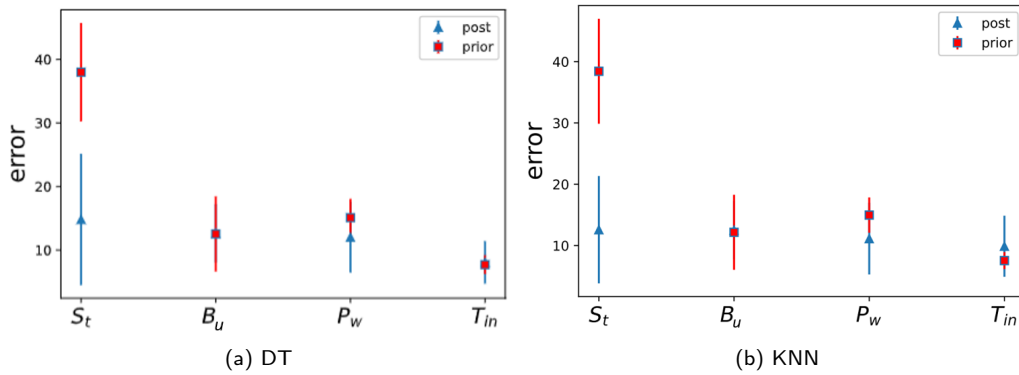 post
prior
40
30
20
10
error
S_t
B_u
P_w
T_in
(a) DT
post
prior
40
30
20
10
error
S_t
B_u
P_w
T_in
(b) KNN